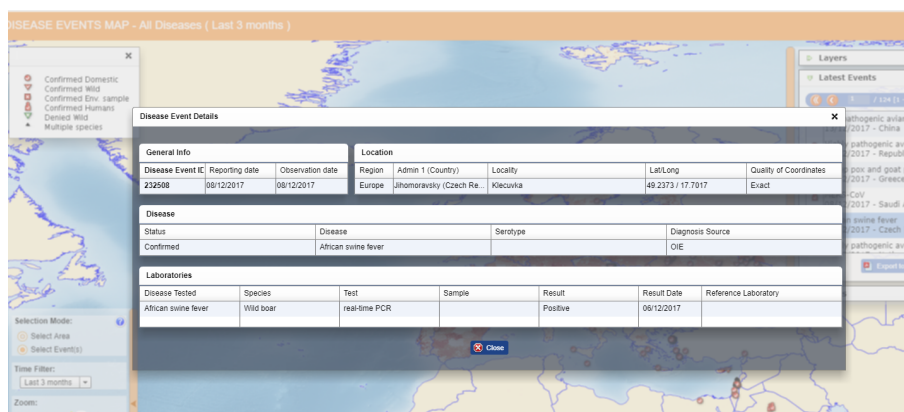 DISEASE EVENTS MAP - All Diseases ( Last 3 months )
Confirmed Domestic
Confirmed Wild
Confirmed Env. sample
Confirmed Humans
Denied Wild
Multiple species
Layers
Latest Events
Disease Event Details
General Info
Disease Event ID Reporting date Observation date
232508 08/12/2017 08/12/2017
Location
Region Admin 1 (Country) Locality Lat/Long Quality of Coordinates
Europe Jihomoravsky (Czech Re... Klecuvka 49.2373 / 17.7017 Exact
Disease
Status Disease Serotype Diagnosis Source
Confirmed African swine fever OIE
Laboratories
Disease Tested Species Test Sample Result Result Date Reference Laboratory
African swine fever Wild boar real-time PCR Positive 06/12/2017
Close
pathogenic avian
/2017 - China
pathogenic av
/2017 - Republ
pox and goat
/2017 - Greece
-CoV
/2017 - Saudi
swine fever
/2017 - Czech
pathogenic av
Export to
Selection Mode:
Select Area
Select Event(s)
Time Filter:
Last 3 months
Zoom: